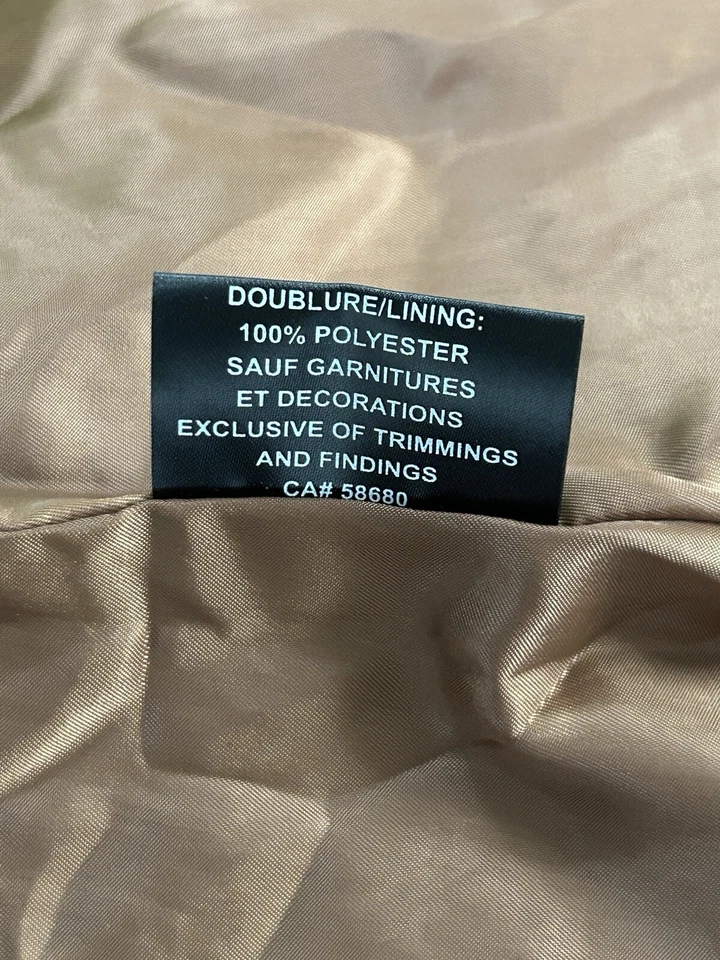 DOUBLURE/LINING:
100% POLYESTER
SAUF GARNITURES
ET DECORATIONS
EXCLUSIVE OF TRIMMINGS
AND FINDINGS
CA# 58680